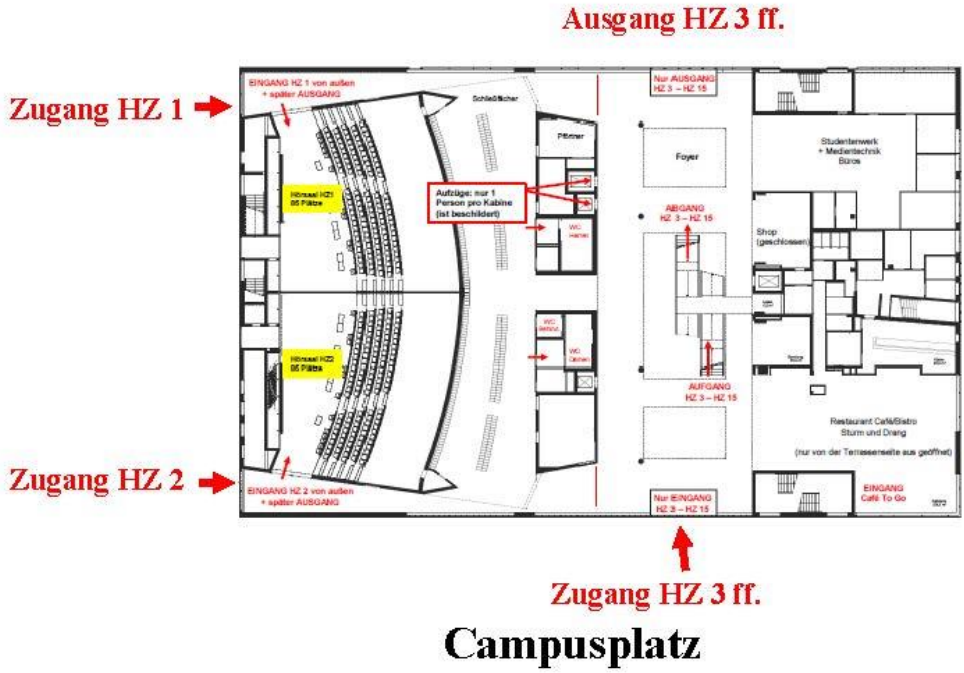 Ausgang HZ 3 ff.
EINGANG HZ 1 von außen
+ später AUSGANG
Nur AUSGANG
HZ 3 – HZ 15
Zugang HZ 1
Schließfächer
Pförtner
Foyer
Studentenwerk
+ Medientechnik
Büros
Hörsaal HZ1
85 Plätze
Aufzüge: nur 1
Person pro Kabine
(ist beschildert)
ABGANG
HZ 3 – HZ 15
WC
Herren
Shop
(geschlossen)
WC
WC
Damen
Hörsaal HZ2
85 Plätze
AUFGANG
HZ 3 – HZ 15
Restaurant Café/Bistro
Sturm und Drang
(nur von der Terrassenseite aus geöffnet)
Zugang HZ 2
EINGANG HZ 2 von außen
+ später AUSGANG
Nur EINGANG
HZ 3 – HZ 15
EINGANG
Café To Go
Zugang HZ 3 ff.
Campusplatz